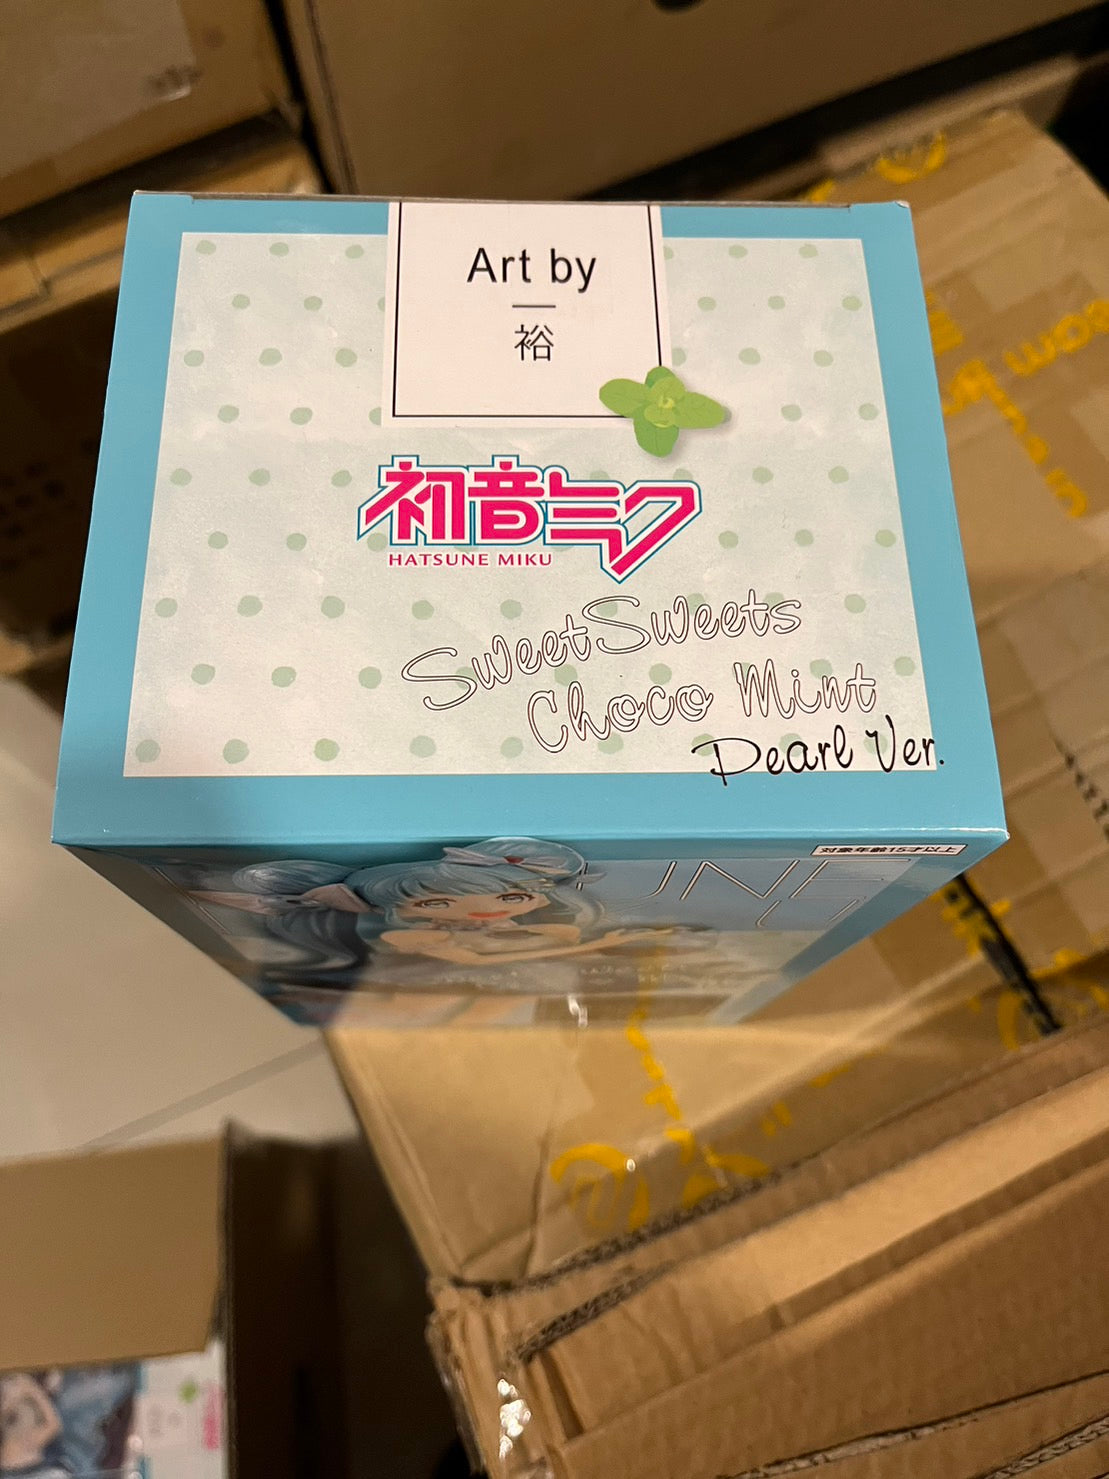 Art by
裕
初音ミク
HATSUNE MIKU
SweetSweets
Choco Mint
Pearl Ver.
対象年齢15才以上